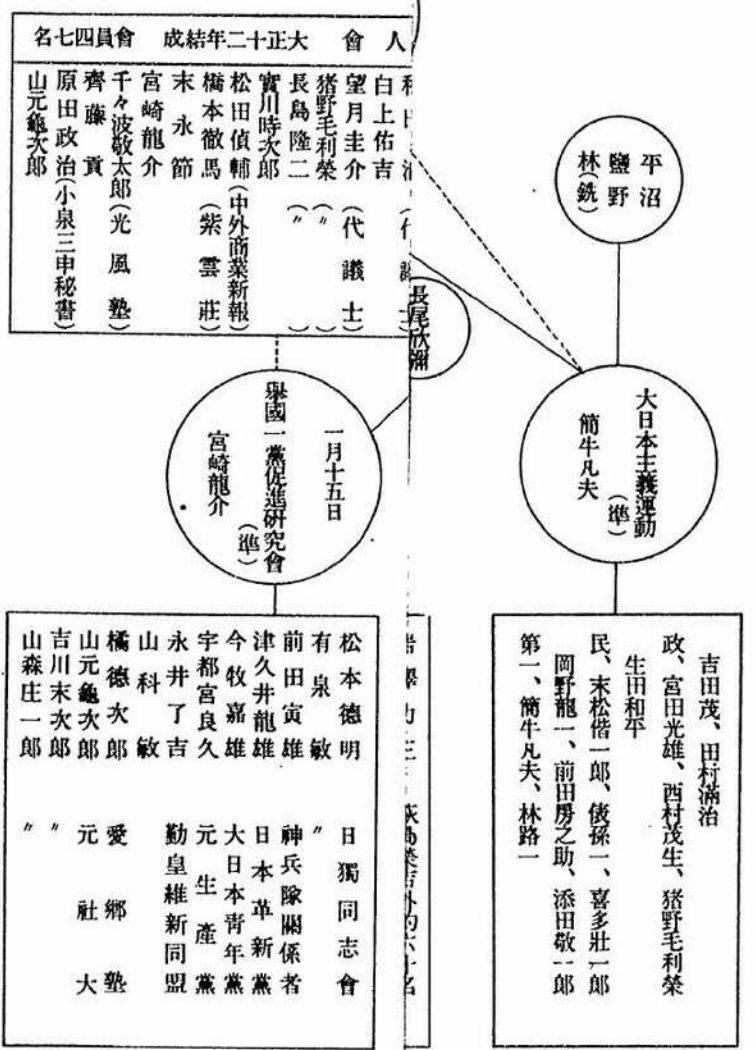 平沼
鹽野
林(銑)
大日本主義運動
(準)
簡牛凡夫
吉田茂、田村滿治
政、宮田光雄、西村茂生、猪野毛利榮
生田和平
民、末松偕一郎、俵孫一、喜多壯一郎
岡野龍一、前田房之助、添田敬一郎
第一、簡牛凡夫、林路一
長尾欣彌
人會 大正十二年結成 會員四七名
白上佑吉
望月圭介(代議士)
猪野毛利榮(〃)
長島隆二(〃)
實川時次郎
松田偵輔(中外商業新報)
橋本徹馬(紫雲莊)
末永節
宮崎龍介
千々波敬太郎(光風塾)
齊藤貢
原田政治(小泉三申秘書)
山元龜次郎
一月十五日
擧國一黨促進硏究會
(準)
宮崎龍介
松本德明 日獨同志會
有泉敏 〃
前田寅雄 神兵隊關係者
津久井龍雄 日本革新黨
今牧嘉雄 大日本靑年黨
宇都宮良久 元生產黨
永井了吉 勤皇維新同盟
山科敏
橘德次郎 愛鄕塾
山元龜次郎 元社大
吉川末次郎 〃
山森庄一郎 〃